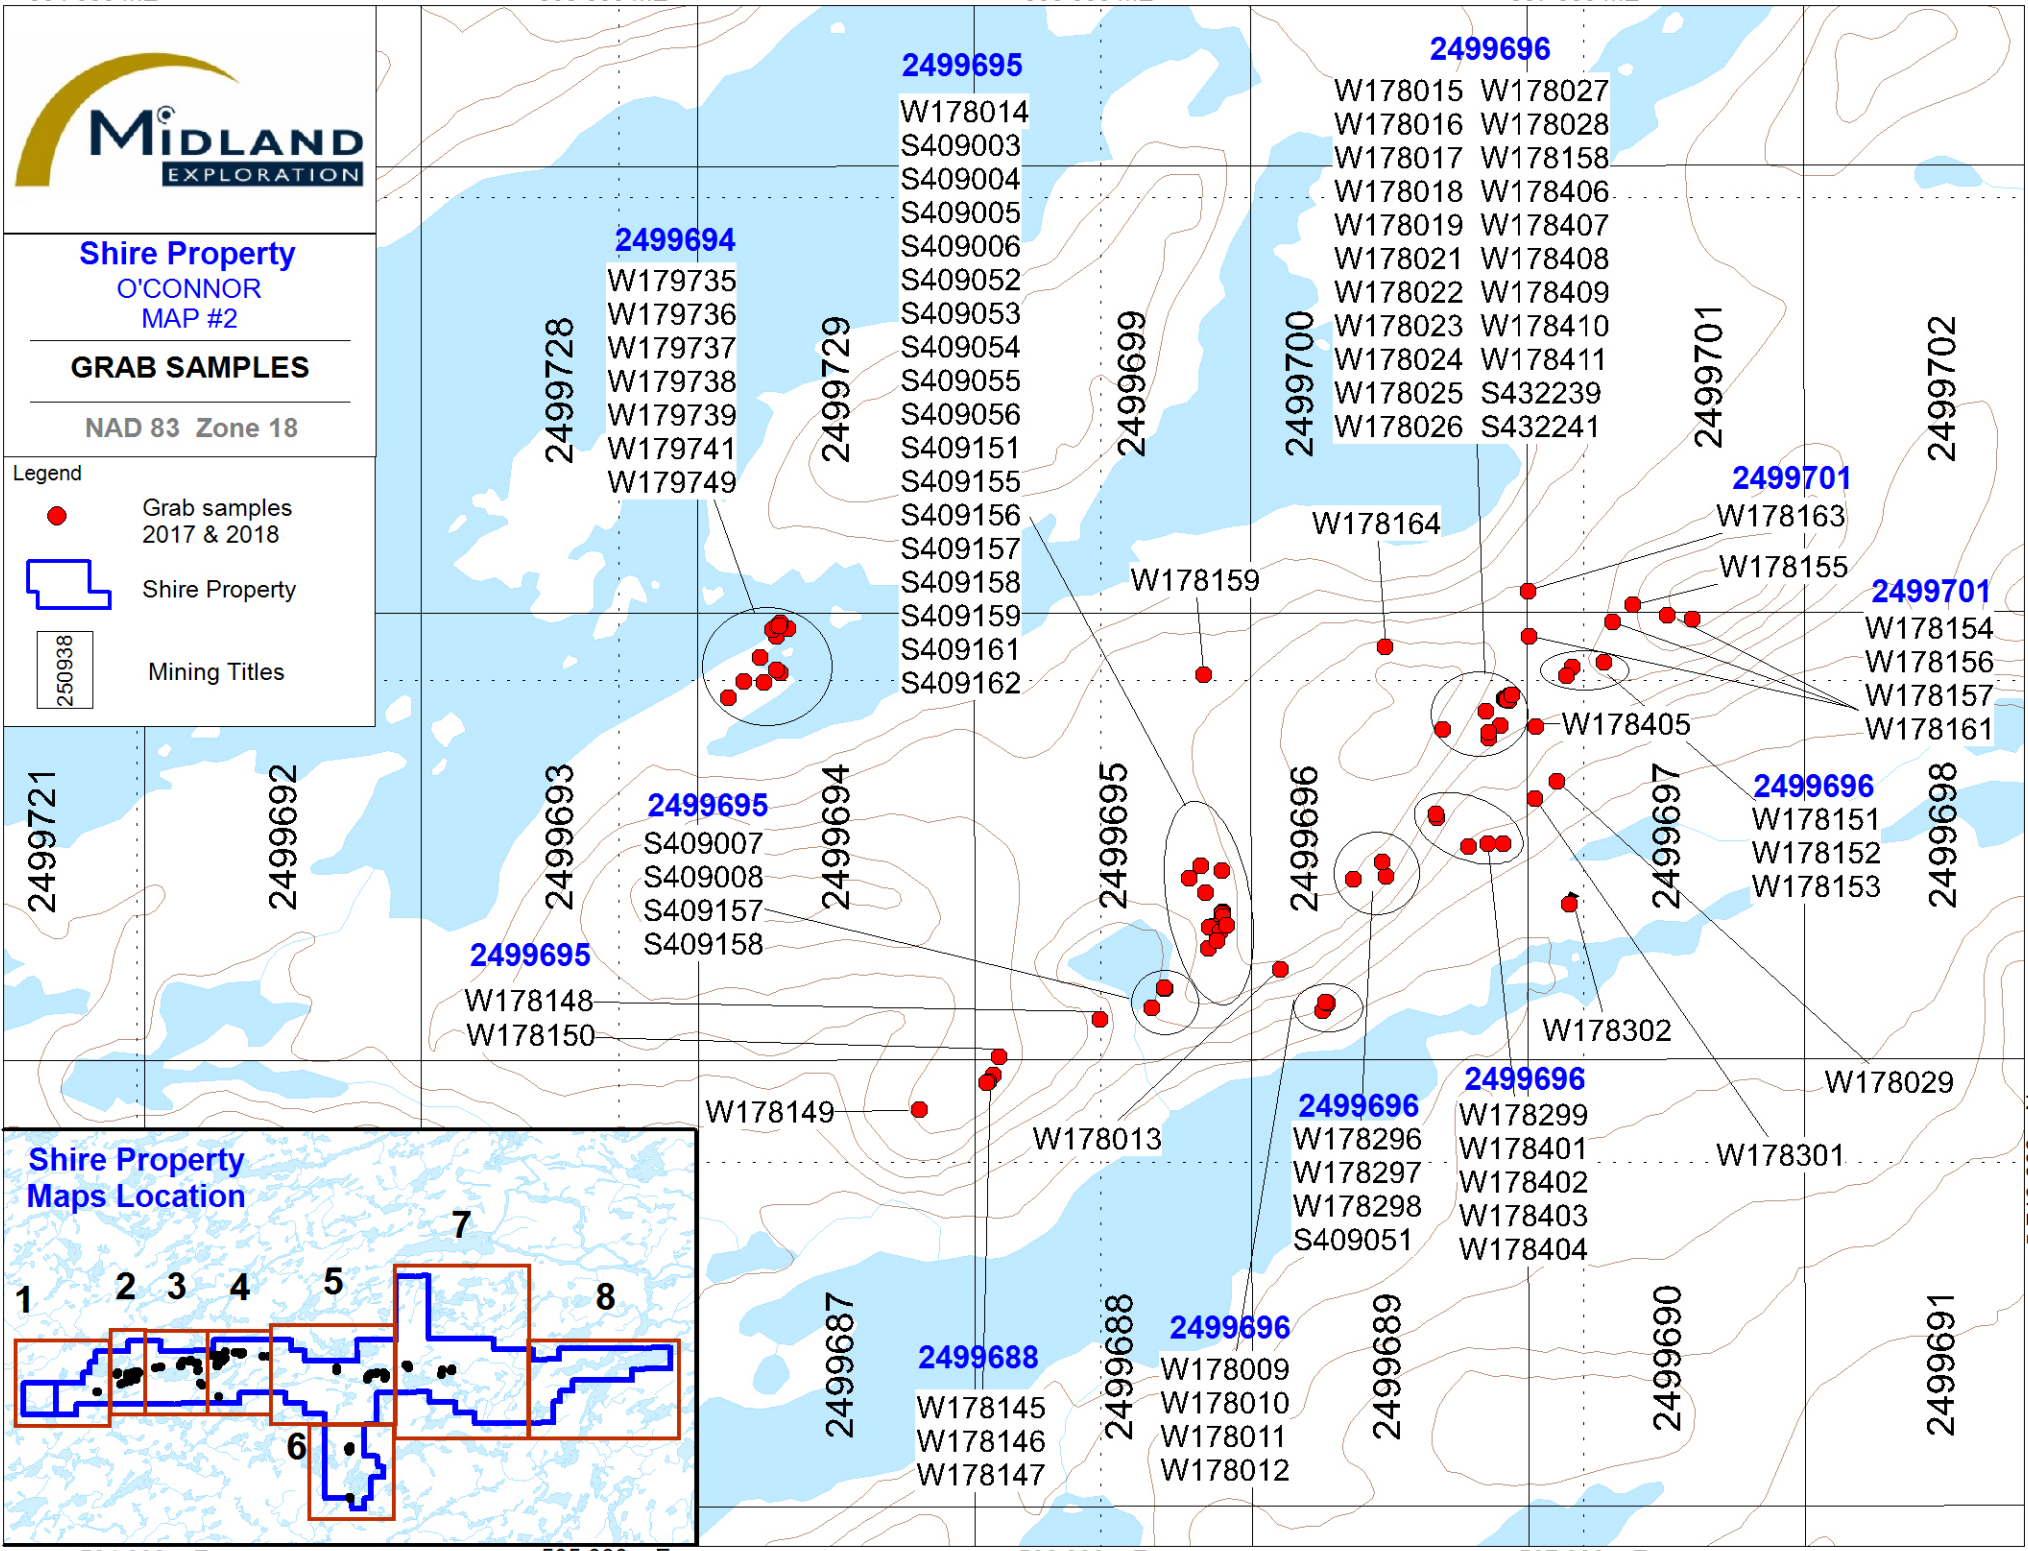 MiDLAND
EXPLORATION
Shire Property
O'CONNOR
MAP #2
GRAB SAMPLES
NAD 83 Zone 18
Legend
Grab samples
2017 & 2018
Shire Property
250938
Mining Titles
2499694
W179735
W179736
W179737
W179738
W179739
W179741
W179749
2499695
W178014
S409003
S409004
S409005
S409006
S409052
S409053
S409054
S409055
S409056
S409151
S409155
S409156
S409157
S409158
S409159
S409161
S409162
2499696
W178015 W178027
W178016 W178028
W178017 W178158
W178018 W178406
W178019 W178407
W178021 W178408
W178022 W178409
W178023 W178410
W178024 W178411
W178025 S432239
W178026 S432241
2499728
2499729
2499699
2499700
2499701
2499702
W178159
W178164
2499701
W178163
W178155
2499701
W178154
W178156
W178157
W178161
W178405
2499696
W178151
W178152
W178153
2499721
2499692
2499693
2499694
2499695
2499696
2499697
2499698
2499695
S409007
S409008
S409157
S409158
2499695
W178148
W178150
W178149
W178013
W178302
W178029
W178301
2499696
W178296
W178297
W178298
S409051
2499696
W178299
W178401
W178402
W178403
W178404
2499688
W178145
W178146
W178147
2499696
W178009
W178010
W178011
W178012
2499687
2499688
2499689
2499690
2499691
Shire Property
Maps Location
1
2
3
4
5
6
7
8